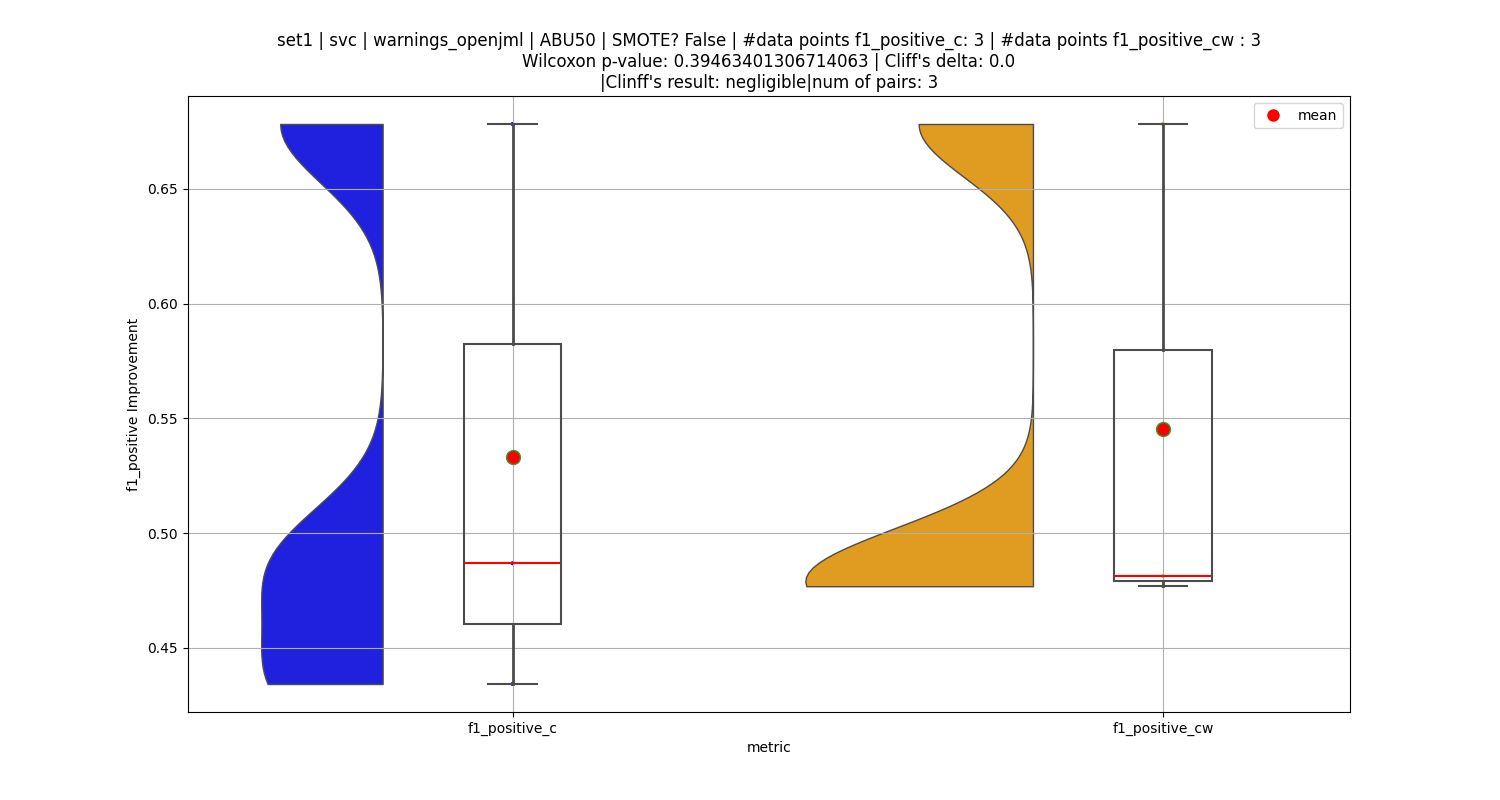 set1 | svc | warnings_openjml | ABU50 | SMOTE? False | #data points f1_positive_c: 3 | #data points f1_positive_cw : 3
Wilcoxon p-value: 0.39463401306714063 | Cliff's delta: 0.0
|Clinff's result: negligible|num of pairs: 3
mean
0.65
0.60
0.55
0.50
0.45
f1_positive Improvement
f1_positive_c
f1_positive_cw
metric